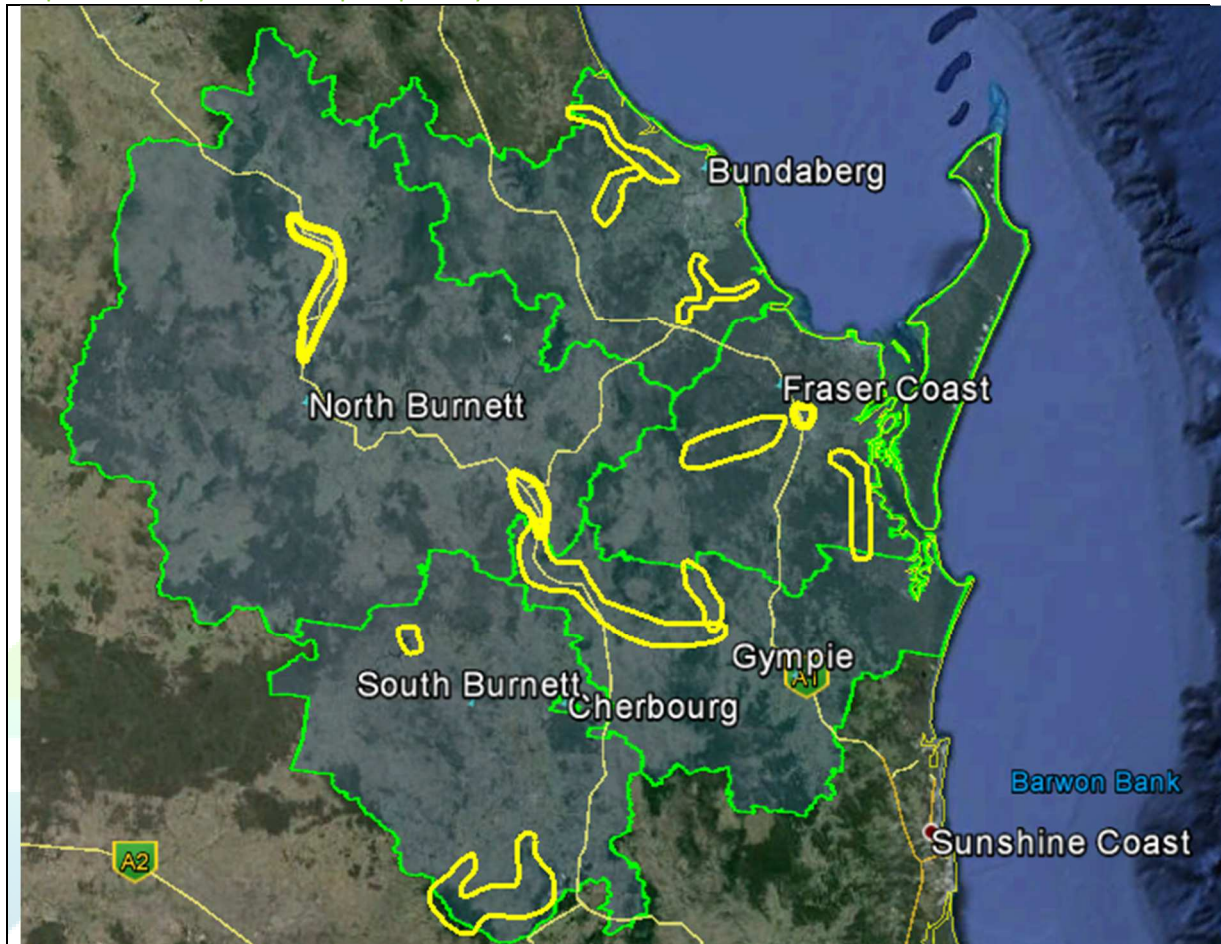 Bundaberg
Fraser Coast
North Burnett
Gympie
A1
South Burnett
Cherbourg
Barwon Bank
Sunshine Coast
A2